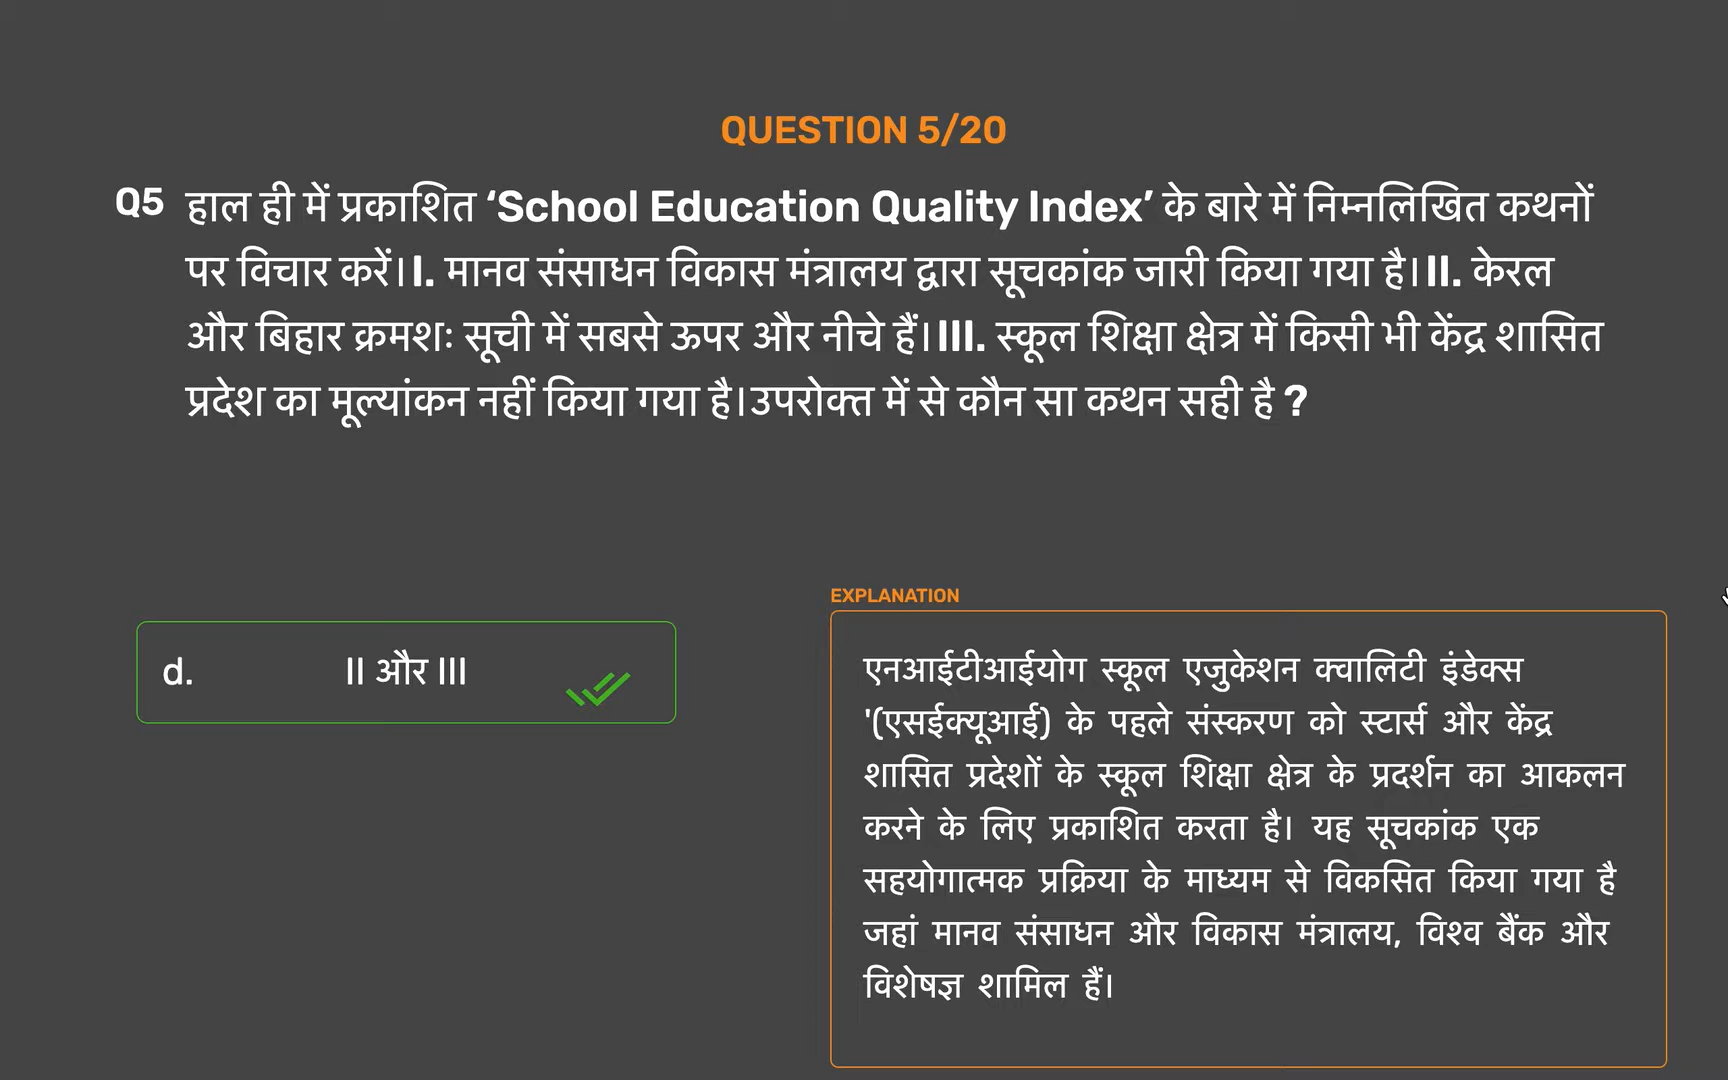 QUESTION 5/20
Q5 हाल ही में प्रकाशित ‘School Education Quality Index’ के बारे में निम्नलिखित कथनों
पर विचार करें।I. मानव संसाधन विकास मंत्रालय द्वारा सूचकांक जारी किया गया है।II. केरल
और बिहार क्रमशः सूची में सबसे ऊपर और नीचे हैं।III. स्कूल शिक्षा क्षेत्र में किसी भी केंद्र शासित
प्रदेश का मूल्यांकन नहीं किया गया है।उपरोक्त में से कौन सा कथन सही है ?
d. II और III
EXPLANATION
एनआईटीआईयोग स्कूल एजुकेशन क्वालिटी इंडेक्स
'(एसईक्यूआई) के पहले संस्करण को स्टार्स और केंद्र
शासित प्रदेशों के स्कूल शिक्षा क्षेत्र के प्रदर्शन का आकलन
करने के लिए प्रकाशित करता है। यह सूचकांक एक
सहयोगात्मक प्रक्रिया के माध्यम से विकसित किया गया है
जहां मानव संसाधन और विकास मंत्रालय, विश्व बैंक और
विशेषज्ञ शामिल हैं।